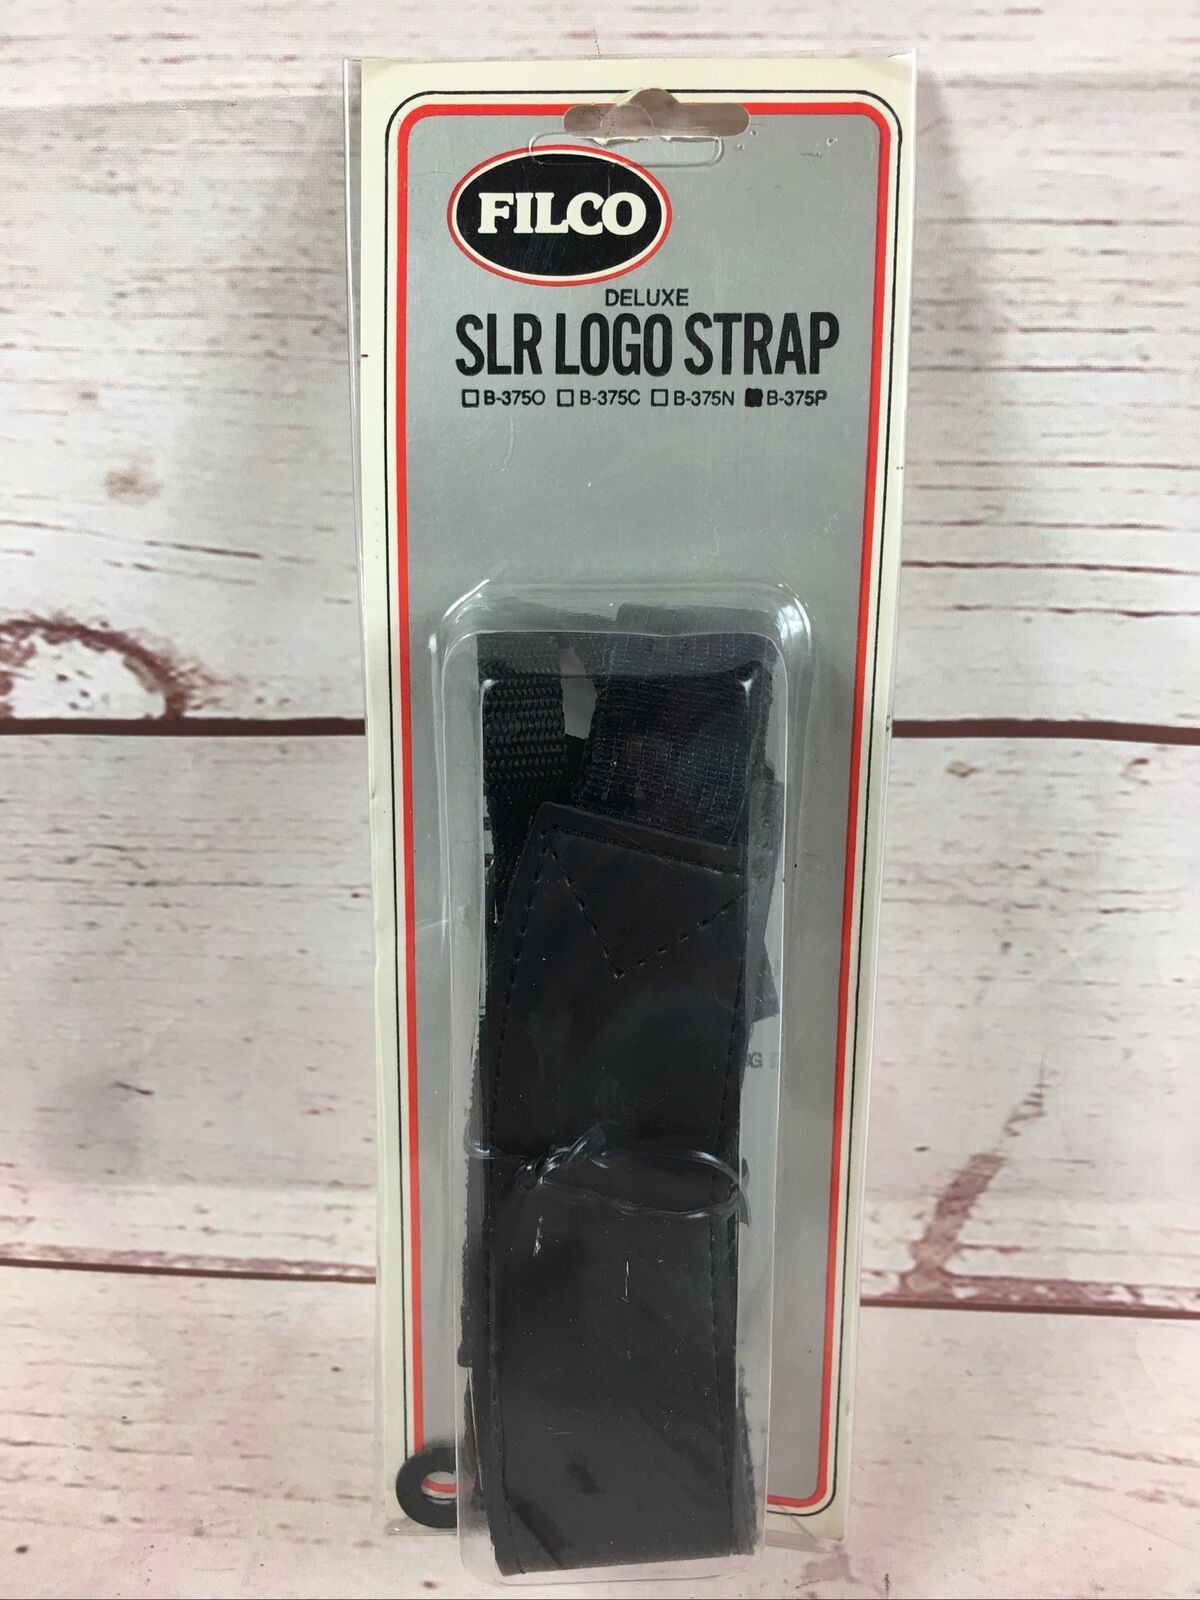 FILCO
DELUXE
SLR LOGO STRAP
B-375O B-375C B-375N B-375P